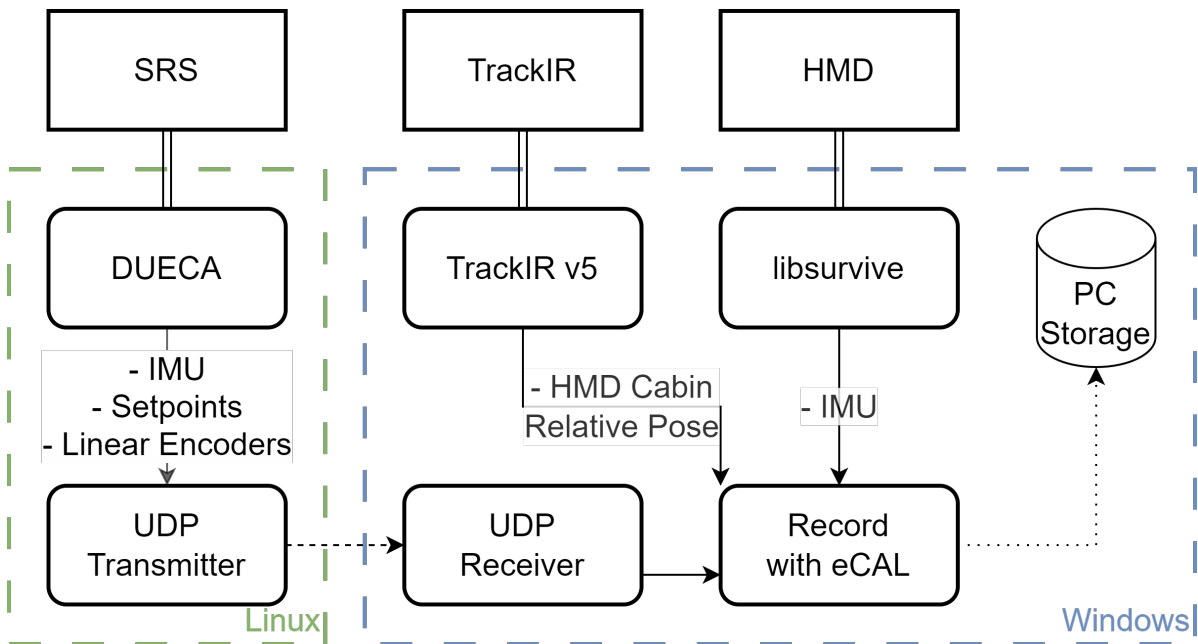 SRS
TrackIR
HMD
DUECA
TrackIR v5
libsurvive
PC
Storage
- IMU
- Setpoints
- Linear Encoders
- HMD Cabin
Relative Pose
- IMU
UDP
Transmitter
UDP
Receiver
Record
with eCAL
Linux
Windows